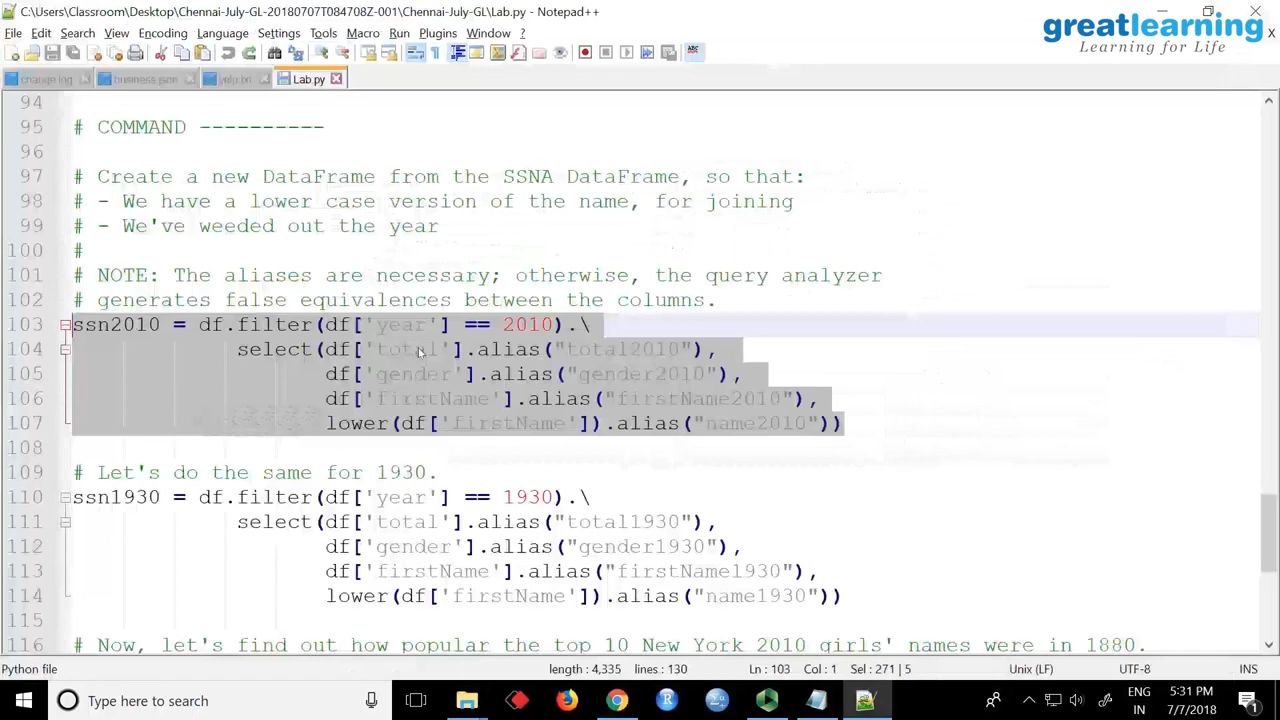 C:\Users\Classroom\Desktop\Chennai-July-GL-20180707T084708Z-001\Chennai-July-GL\Lab.py - Notepad++
greatlearning
Learning for Life
File Edit Search View Encoding Language Settings Tools Macro Run Plugins Window ? X
change.log business.json yelp.txt Lab.py
94
95 # COMMAND ----------
96
97 # Create a new DataFrame from the SSNA DataFrame, so that:
98 # - We have a lower case version of the name, for joining
99 # - We've weeded out the year
100 #
101 # NOTE: The aliases are necessary; otherwise, the query analyzer
102 # generates false equivalences between the columns.
103 ssn2010 = df.filter(df['year'] == 2010).\
104 select(df['total'].alias("total2010"),
105 df['gender'].alias("gender2010"),
106 df['firstName'].alias("firstName2010"),
107 lower(df['firstName']).alias("name2010"))
108
109 # Let's do the same for 1930.
110 ssn1930 = df.filter(df['year'] == 1930).\
111 select(df['total'].alias("total1930"),
112 df['gender'].alias("gender1930"),
113 df['firstName'].alias("firstName1930"),
114 lower(df['firstName']).alias("name1930"))
115
116 # Now, let's find out how popular the top 10 New York 2010 girls' names were in 1880.
Python file length : 4,335 lines : 130 Ln : 103 Col : 1 Sel : 271 | 5 Unix (LF) UTF-8 INS
Type here to search ENG IN 5:31 PM 7/7/2018 1